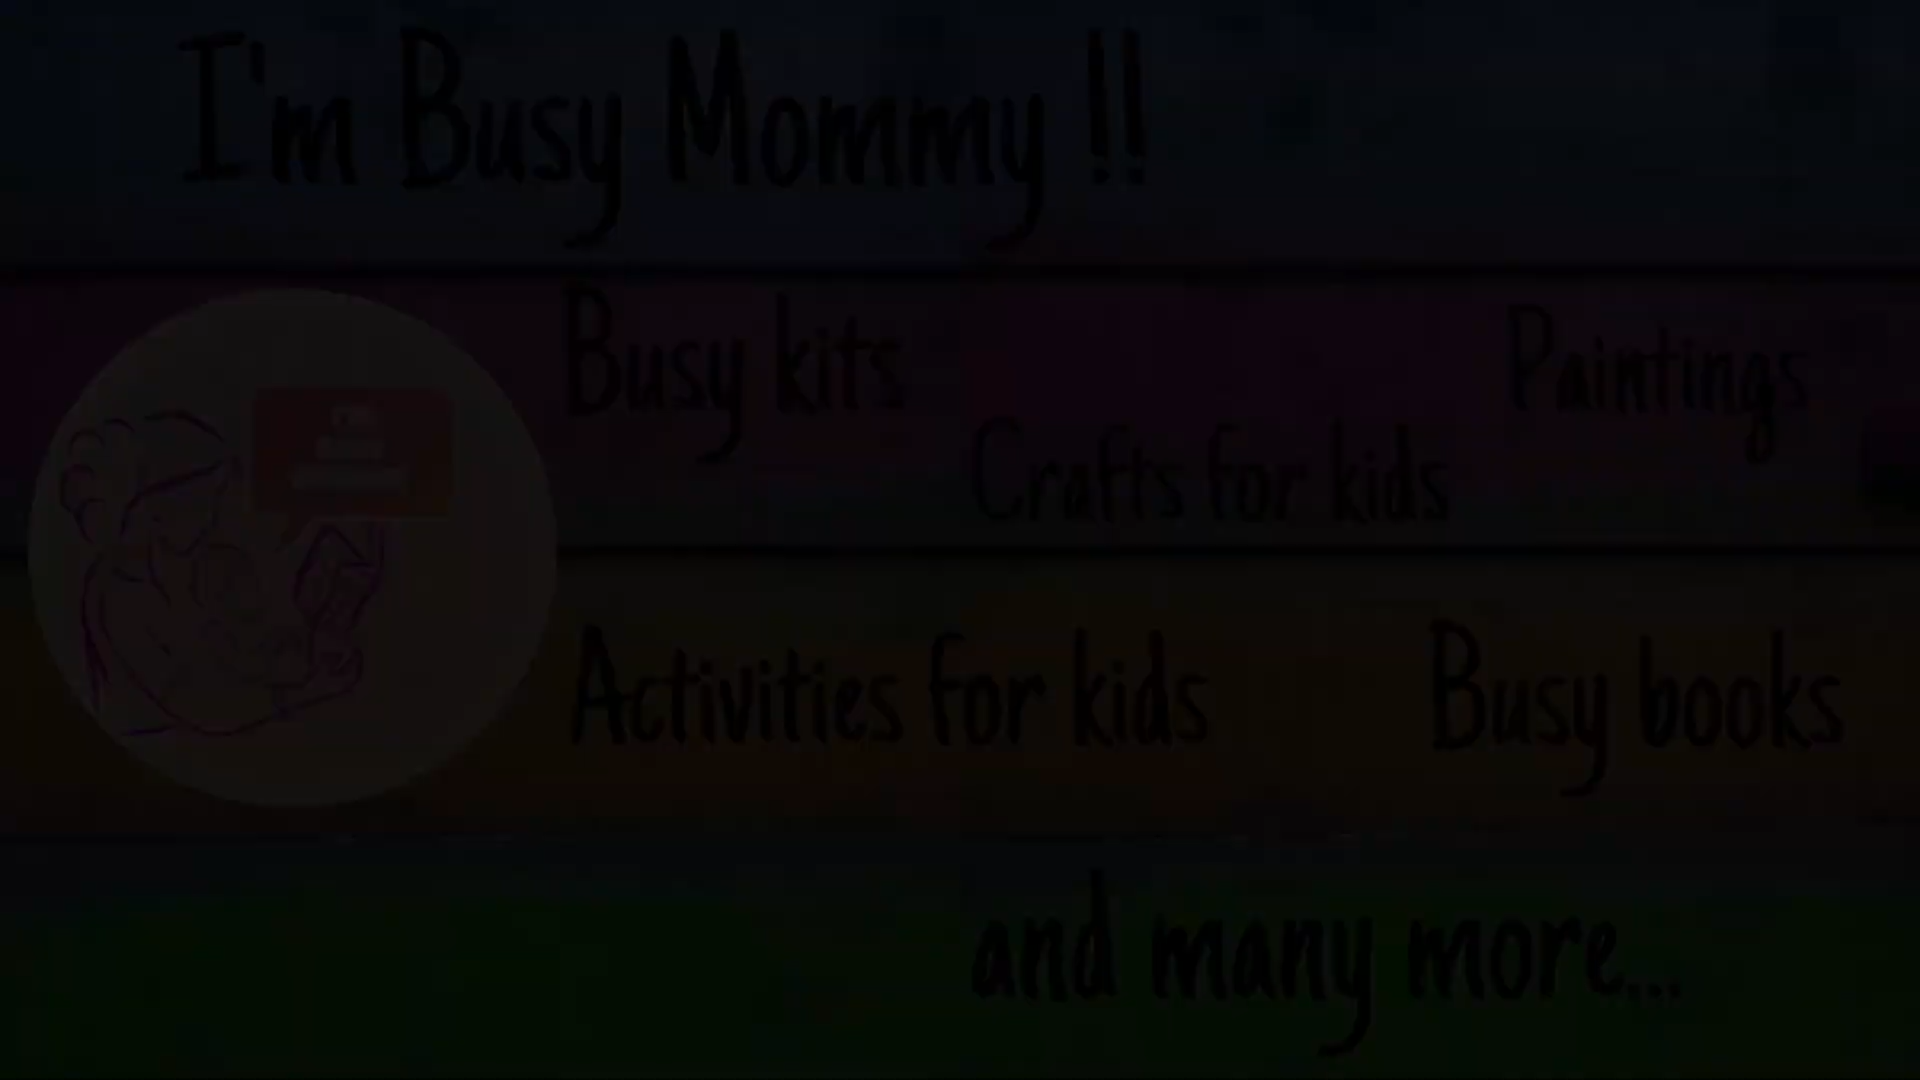 I'm Busy Mommy !!
Busy kits
Paintings
Crafts for kids
Activities for kids
Busy books
and many more...